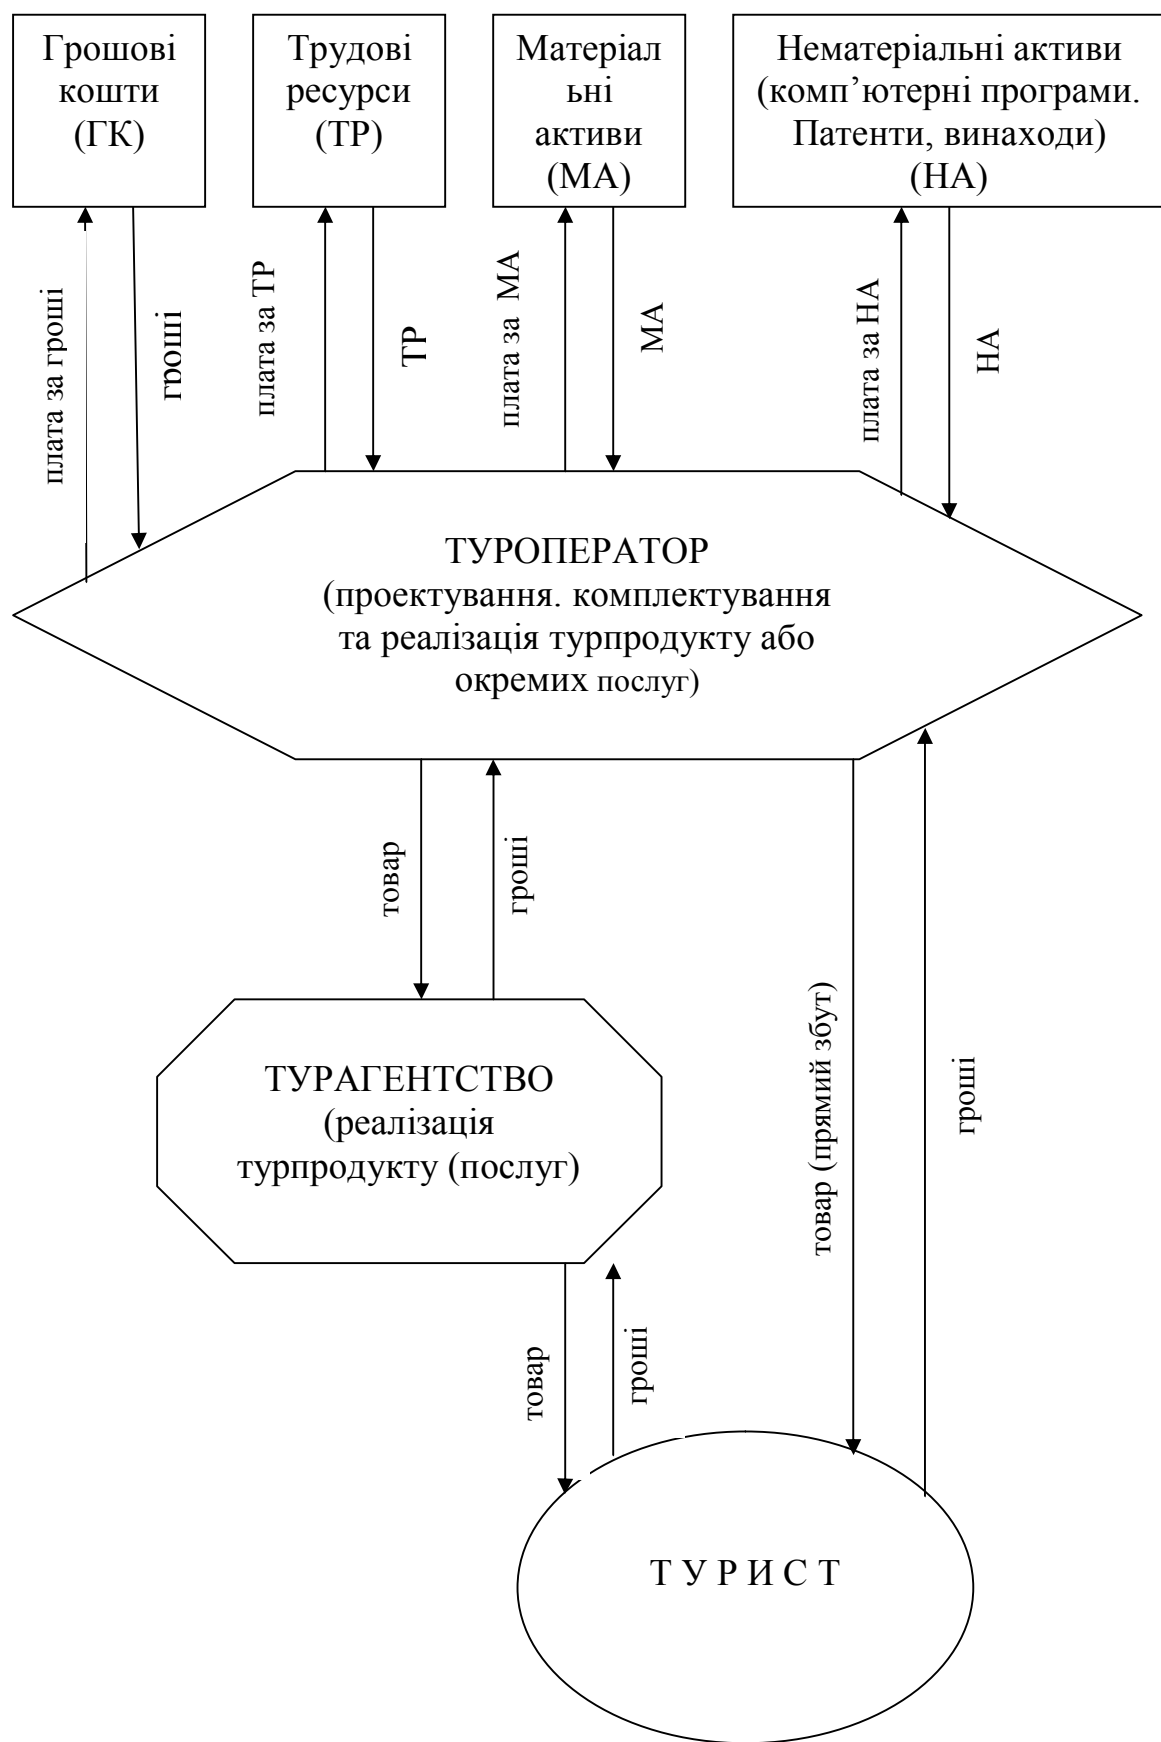 Грошові
кошти
(ГК)
Трудові
ресурси
(ТР)
Матеріал
ьні
активи
(МА)
Нематеріальні активи
(комп’ютерні програми.
Патенти, винаходи)
(НА)
плата за гроші
гроші
плата за ТР
ТР
плата за МА
МА
плата за НА
НА
ТУРОПЕРАТОР
(проектування. комплектування
та реалізація турпродукту або
окремих послуг)
товар
гроші
товар (прямий збут)
гроші
ТУРАГЕНТСТВО
(реалізація
турпродукту (послуг)
товар
гроші
Т У Р И С Т